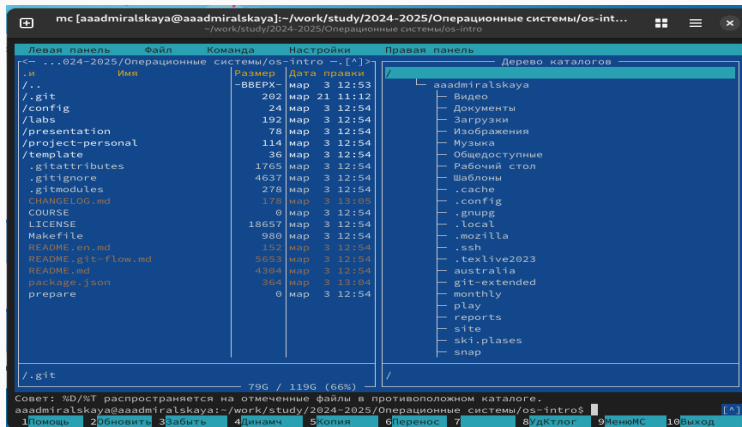 mc [aaadmiralskaya@aaadmiralskaya]:~/work/study/2024-2025/Операционные системы/os-int...
~/work/study/2024-2025/Операционные системы/os-intro
Левая панель Файл Команда Настройки Правая панель
<— ...024-2025/Операционные системы/os-intro —.[^]>
.и Имя Размер Дата правки
/.. -ВВЕРХ- мар 3 12:53
/.git 202 мар 21 11:12
/config 24 мар 3 12:54
/labs 192 мар 3 12:54
/presentation 78 мар 3 12:54
/project-personal 114 мар 3 12:54
/template 36 мар 3 12:54
.gitattributes 1765 мар 3 12:54
.gitignore 4637 мар 3 12:54
.gitmodules 278 мар 3 12:54
CHANGELOG.md 178 мар 3 13:05
COURSE 0 мар 3 12:54
LICENSE 18657 мар 3 12:54
Makefile 980 мар 3 12:54
README.en.md 152 мар 3 12:54
README.git-flow.md 5653 мар 3 12:54
README.md 4304 мар 3 12:54
package.json 364 мар 3 13:04
prepare 0 мар 3 12:54
/.git
79G / 119G (66%)
Дерево каталогов
/
aaadmiralskaya
Видео
Документы
Загрузки
Изображения
Музыка
Общедоступные
Рабочий стол
Шаблоны
.cache
.config
.gnupg
.local
.mozilla
.ssh
.texlive2023
australia
git-extended
monthly
play
reports
site
ski.plases
snap
/
Совет: %D/%T распространяется на отмеченные файлы в противоположном каталоге.
aaadmiralskaya@aaadmiralskaya:~/work/study/2024-2025/Операционные системы/os-intro$ [^]
1Помощь 2Обновить 3Забыть 4Динамч 5Копия 6Перенос 7 8УдКтлог 9МенюMC 10Выход